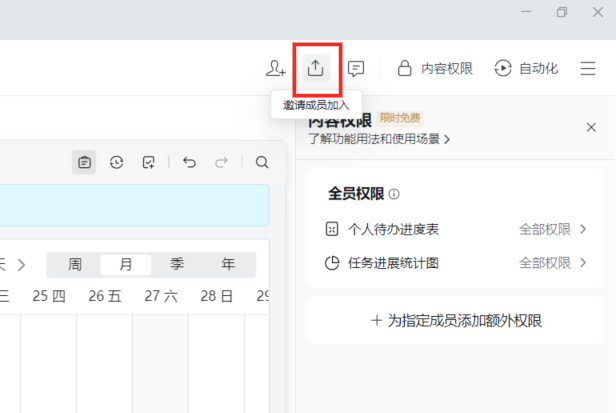 内容权限
自动化
邀请成员加入
内容权限
限时免费
了解功能用法和使用场景
全员权限
个人待办进度表
全部权限
任务进展统计图
全部权限
+ 为指定成员添加额外权限
天
周
月
季
年
三
25 四
26 五
27 六
28 日
29